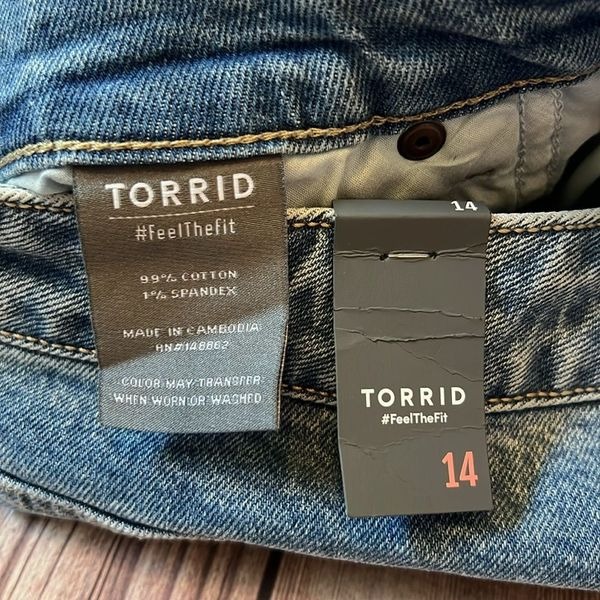 TORRID
#FeelTheFit
99% COTTON
1% SPANDEX
MADE IN CAMBODIA
RN#148862
COLOR MAY TRANSFER
WHEN WORN OR WASHED
14
TORRID
#FeelTheFit
14